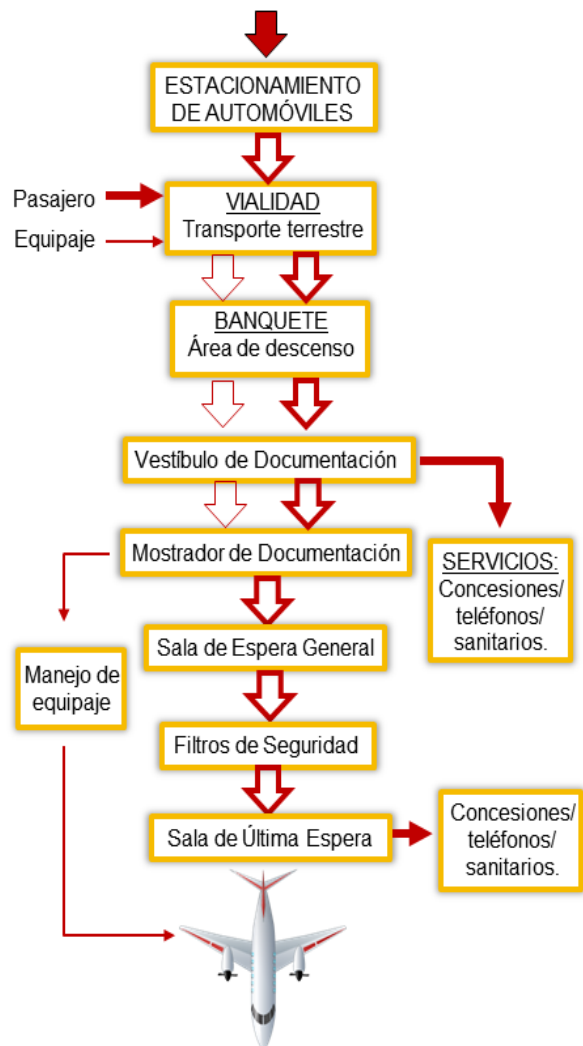 ESTACIONAMIENTO
DE AUTOMÓVILES
Pasajero
Equipaje
VIALIDAD
Transporte terrestre
BANQUETE
Área de descenso
Vestíbulo de Documentación
Mostrador de Documentación
SERVICIOS:
Concesiones/
teléfonos/
sanitarios.
Sala de Espera General
Manejo de
equipaje
Filtros de Seguridad
Sala de Última Espera
Concesiones/
teléfonos/
sanitarios.